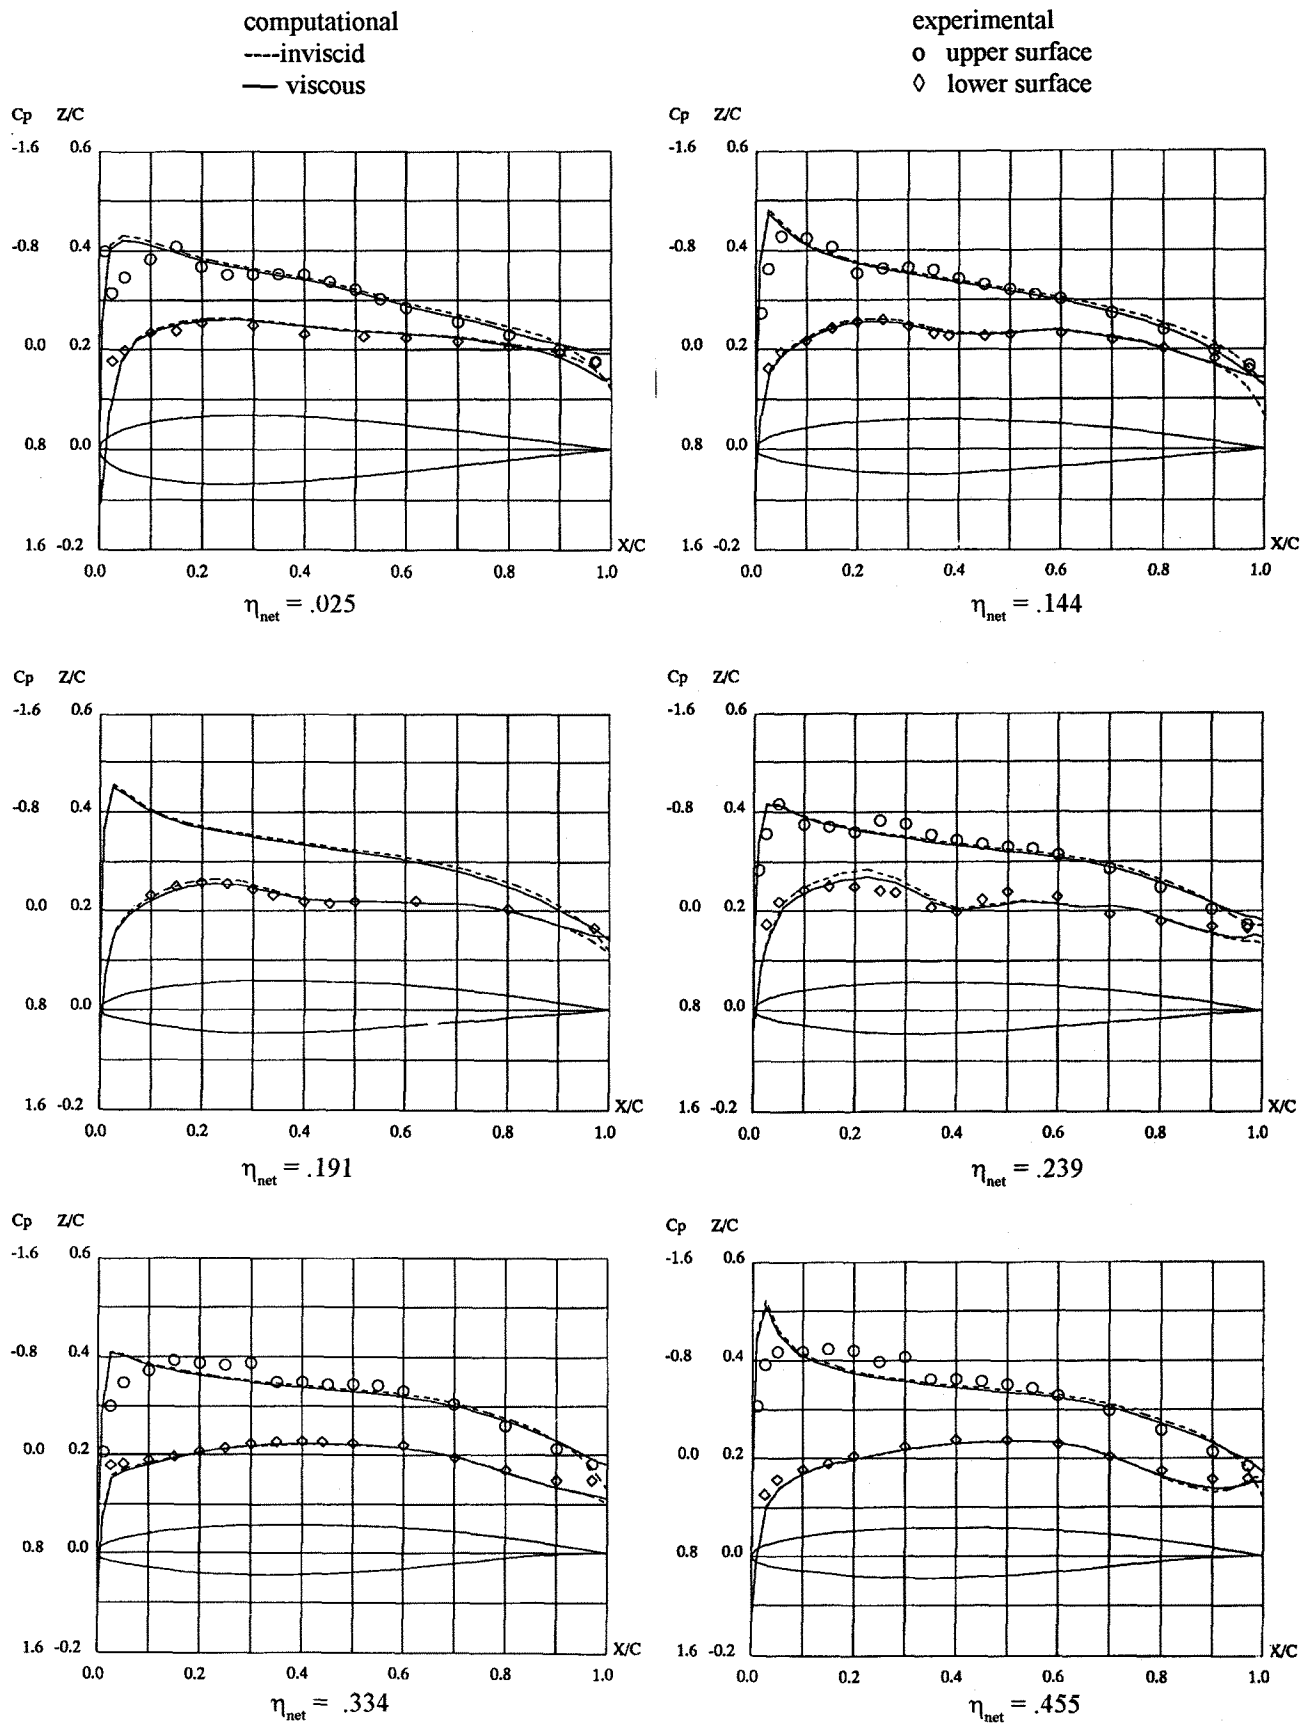 computational
----inviscid
— viscous
experimental
o upper surface
◊ lower surface
Cp Z/C
-1.6 0.6
-0.8 0.4
0.0 0.2
0.8 0.0
1.6 -0.2
X/C
0.0 0.2 0.4 0.6 0.8 1.0
ηnet = .025
Cp Z/C
-1.6 0.6
-0.8 0.4
0.0 0.2
0.8 0.0
1.6 -0.2
X/C
0.0 0.2 0.4 0.6 0.8 1.0
ηnet = .144
Cp Z/C
-1.6 0.6
-0.8 0.4
0.0 0.2
0.8 0.0
1.6 -0.2
X/C
0.0 0.2 0.4 0.6 0.8 1.0
ηnet = .191
Cp Z/C
-1.6 0.6
-0.8 0.4
0.0 0.2
0.8 0.0
1.6 -0.2
X/C
0.0 0.2 0.4 0.6 0.8 1.0
ηnet = .239
Cp Z/C
-1.6 0.6
-0.8 0.4
0.0 0.2
0.8 0.0
1.6 -0.2
X/C
0.0 0.2 0.4 0.6 0.8 1.0
ηnet = .334
Cp Z/C
-1.6 0.6
-0.8 0.4
0.0 0.2
0.8 0.0
1.6 -0.2
X/C
0.0 0.2 0.4 0.6 0.8 1.0
ηnet = .455